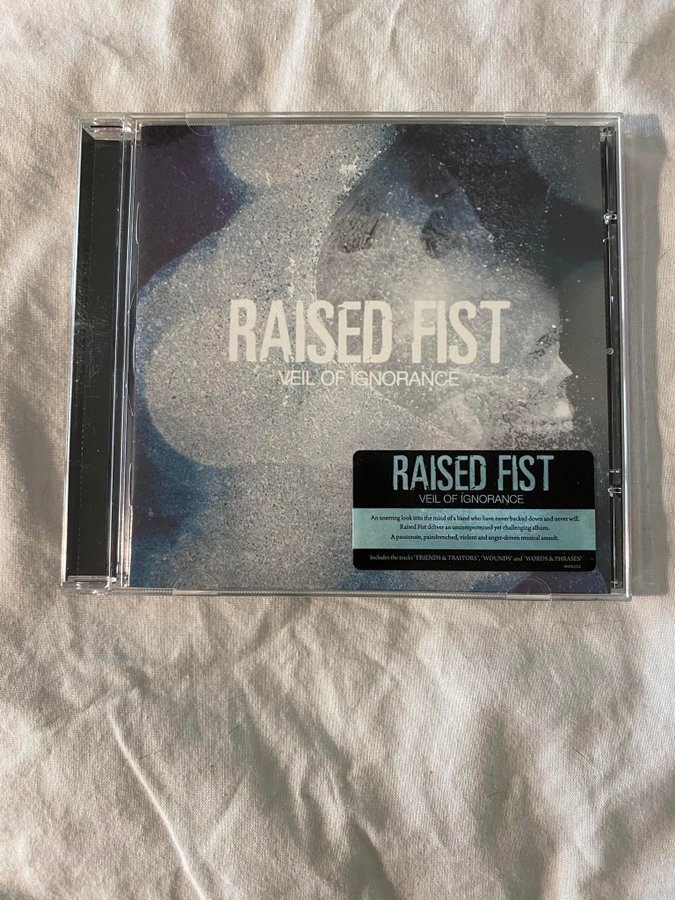 RAISED FIST
VEIL OF IGNORANCE
RAISED FIST
VEIL OF IGNORANCE
An unerring look into the mind of a band who have never backed down and never will.
Raised Fist deliver an uncompromised yet challenging album.
A passionate, paindrenched, violent and anger-driven musical assault.
Includes the tracks "FRIENDS & TRAITORS", "WOUNDS" and "WORDS & PHRASES"